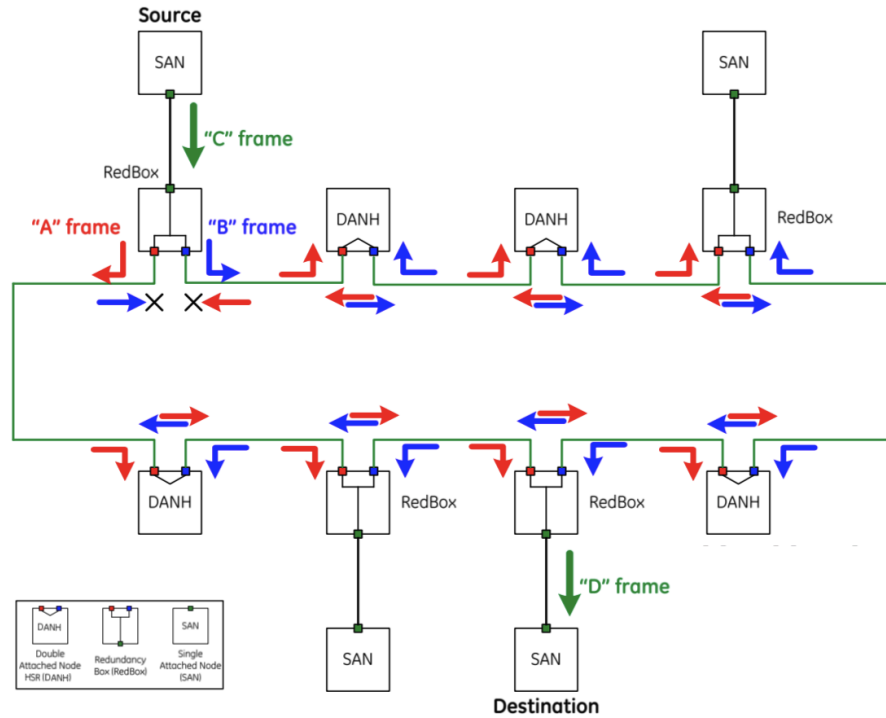 Source
SAN
SAN
"C" frame
RedBox
"A" frame
"B" frame
DANH
DANH
RedBox
DANH
RedBox
RedBox
DANH
"D" frame
SAN
SAN
Destination
DANH
SAN
Double
Attached Node
HSR (DANH)
Redundancy
Box (RedBox)
Single
Attached Node
(SAN)